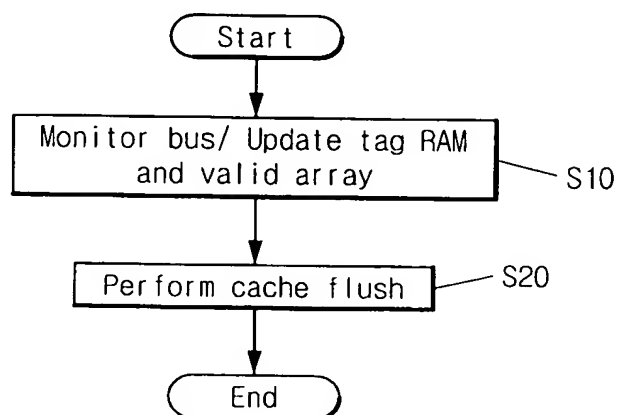 Start
Monitor bus/ Update tag RAM
and valid array
S10
Perform cache flush
S20
End